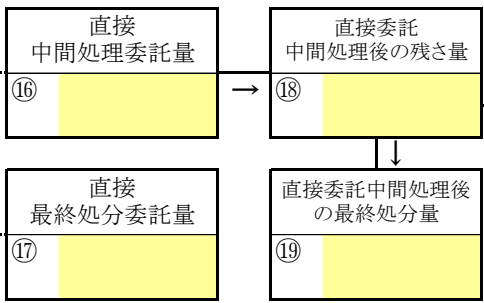 直接
中間処理委託量
⑯
→
直接委託
中間処理後の残さ量
⑱
↓
直接
最終処分委託量
⑰
直接委託中間処理後
の最終処分量
⑲